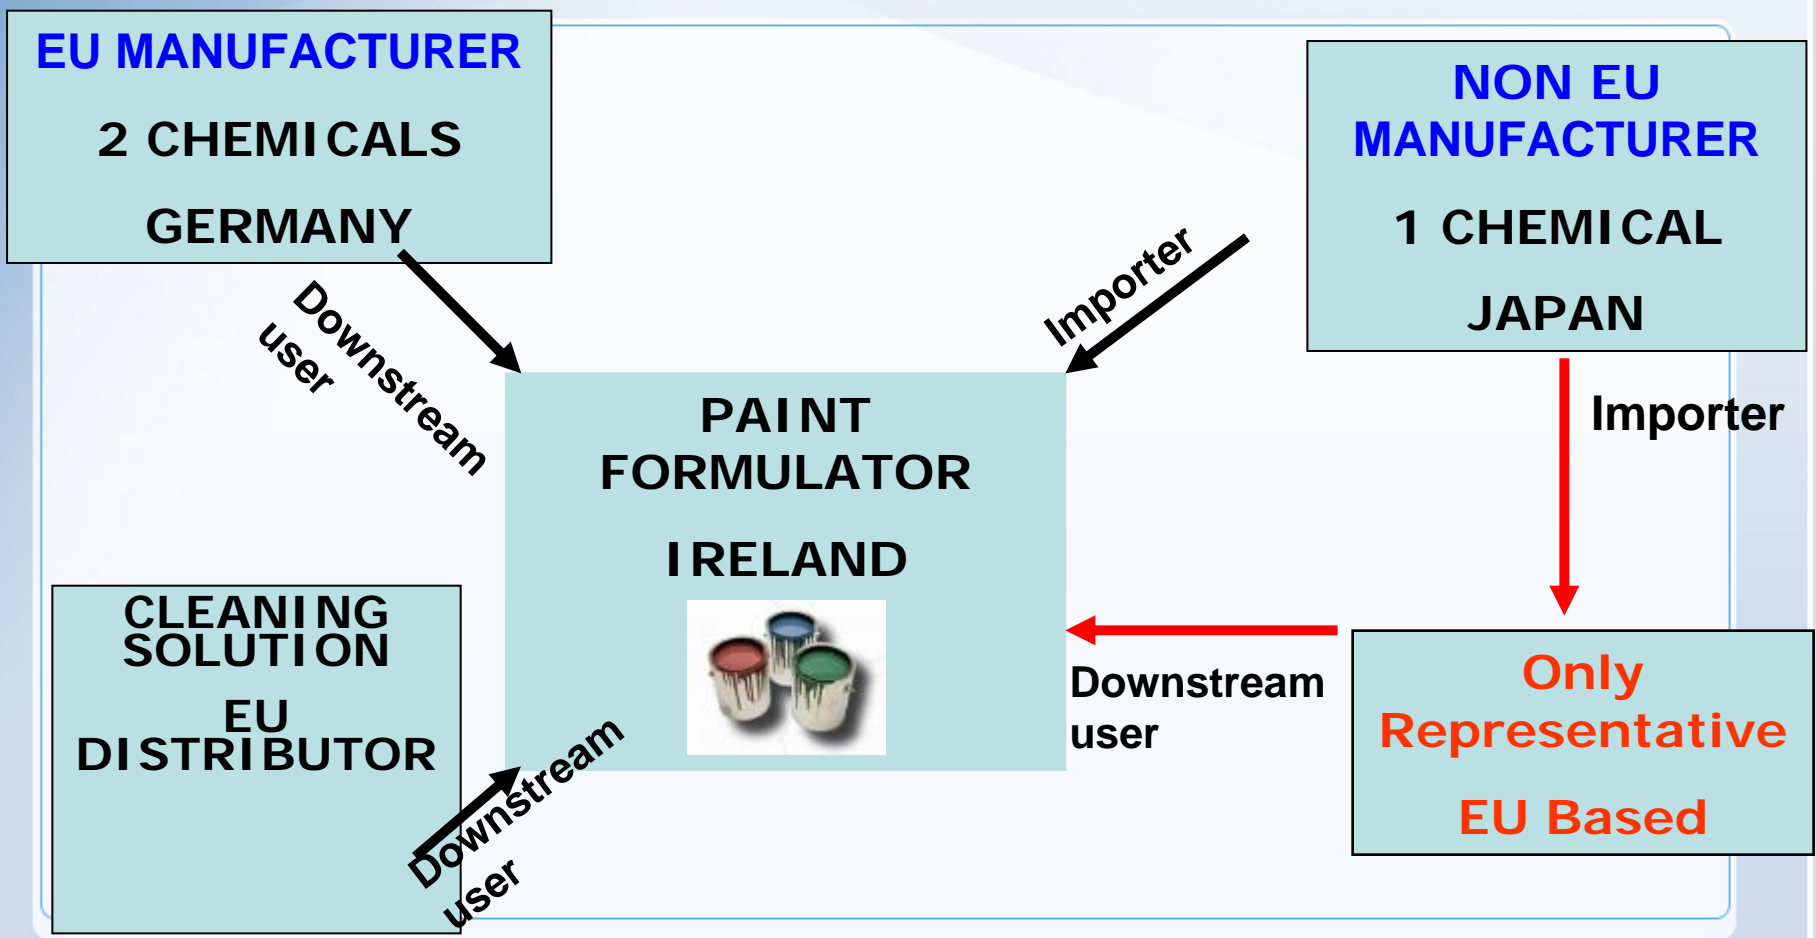 EU MANUFACTURER
2 CHEMICALS
GERMANY
NON EU
MANUFACTURER
1 CHEMICAL
JAPAN
Downstream
user
Importer
Importer
PAINT
FORMULATOR
IRELAND
CLEANING
SOLUTION
EU
DISTRIBUTOR
Downstream
user
Downstream
user
Only
Representative
EU Based